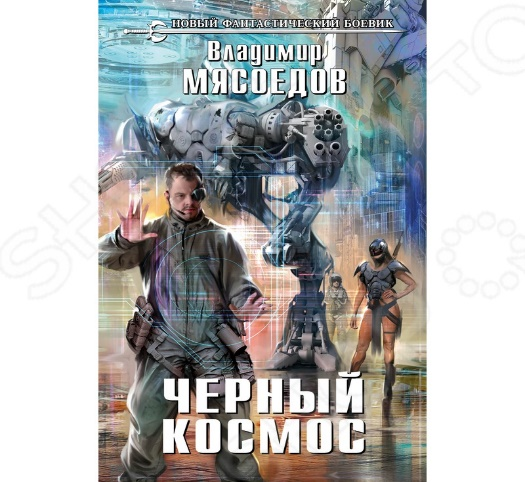 НОВЫЙ ФАНТАСТИЧЕСКИЙ БОЕВИК
Владимир
МЯСОЕДОВ
ЧЕРНЫЙ
КОСМОС